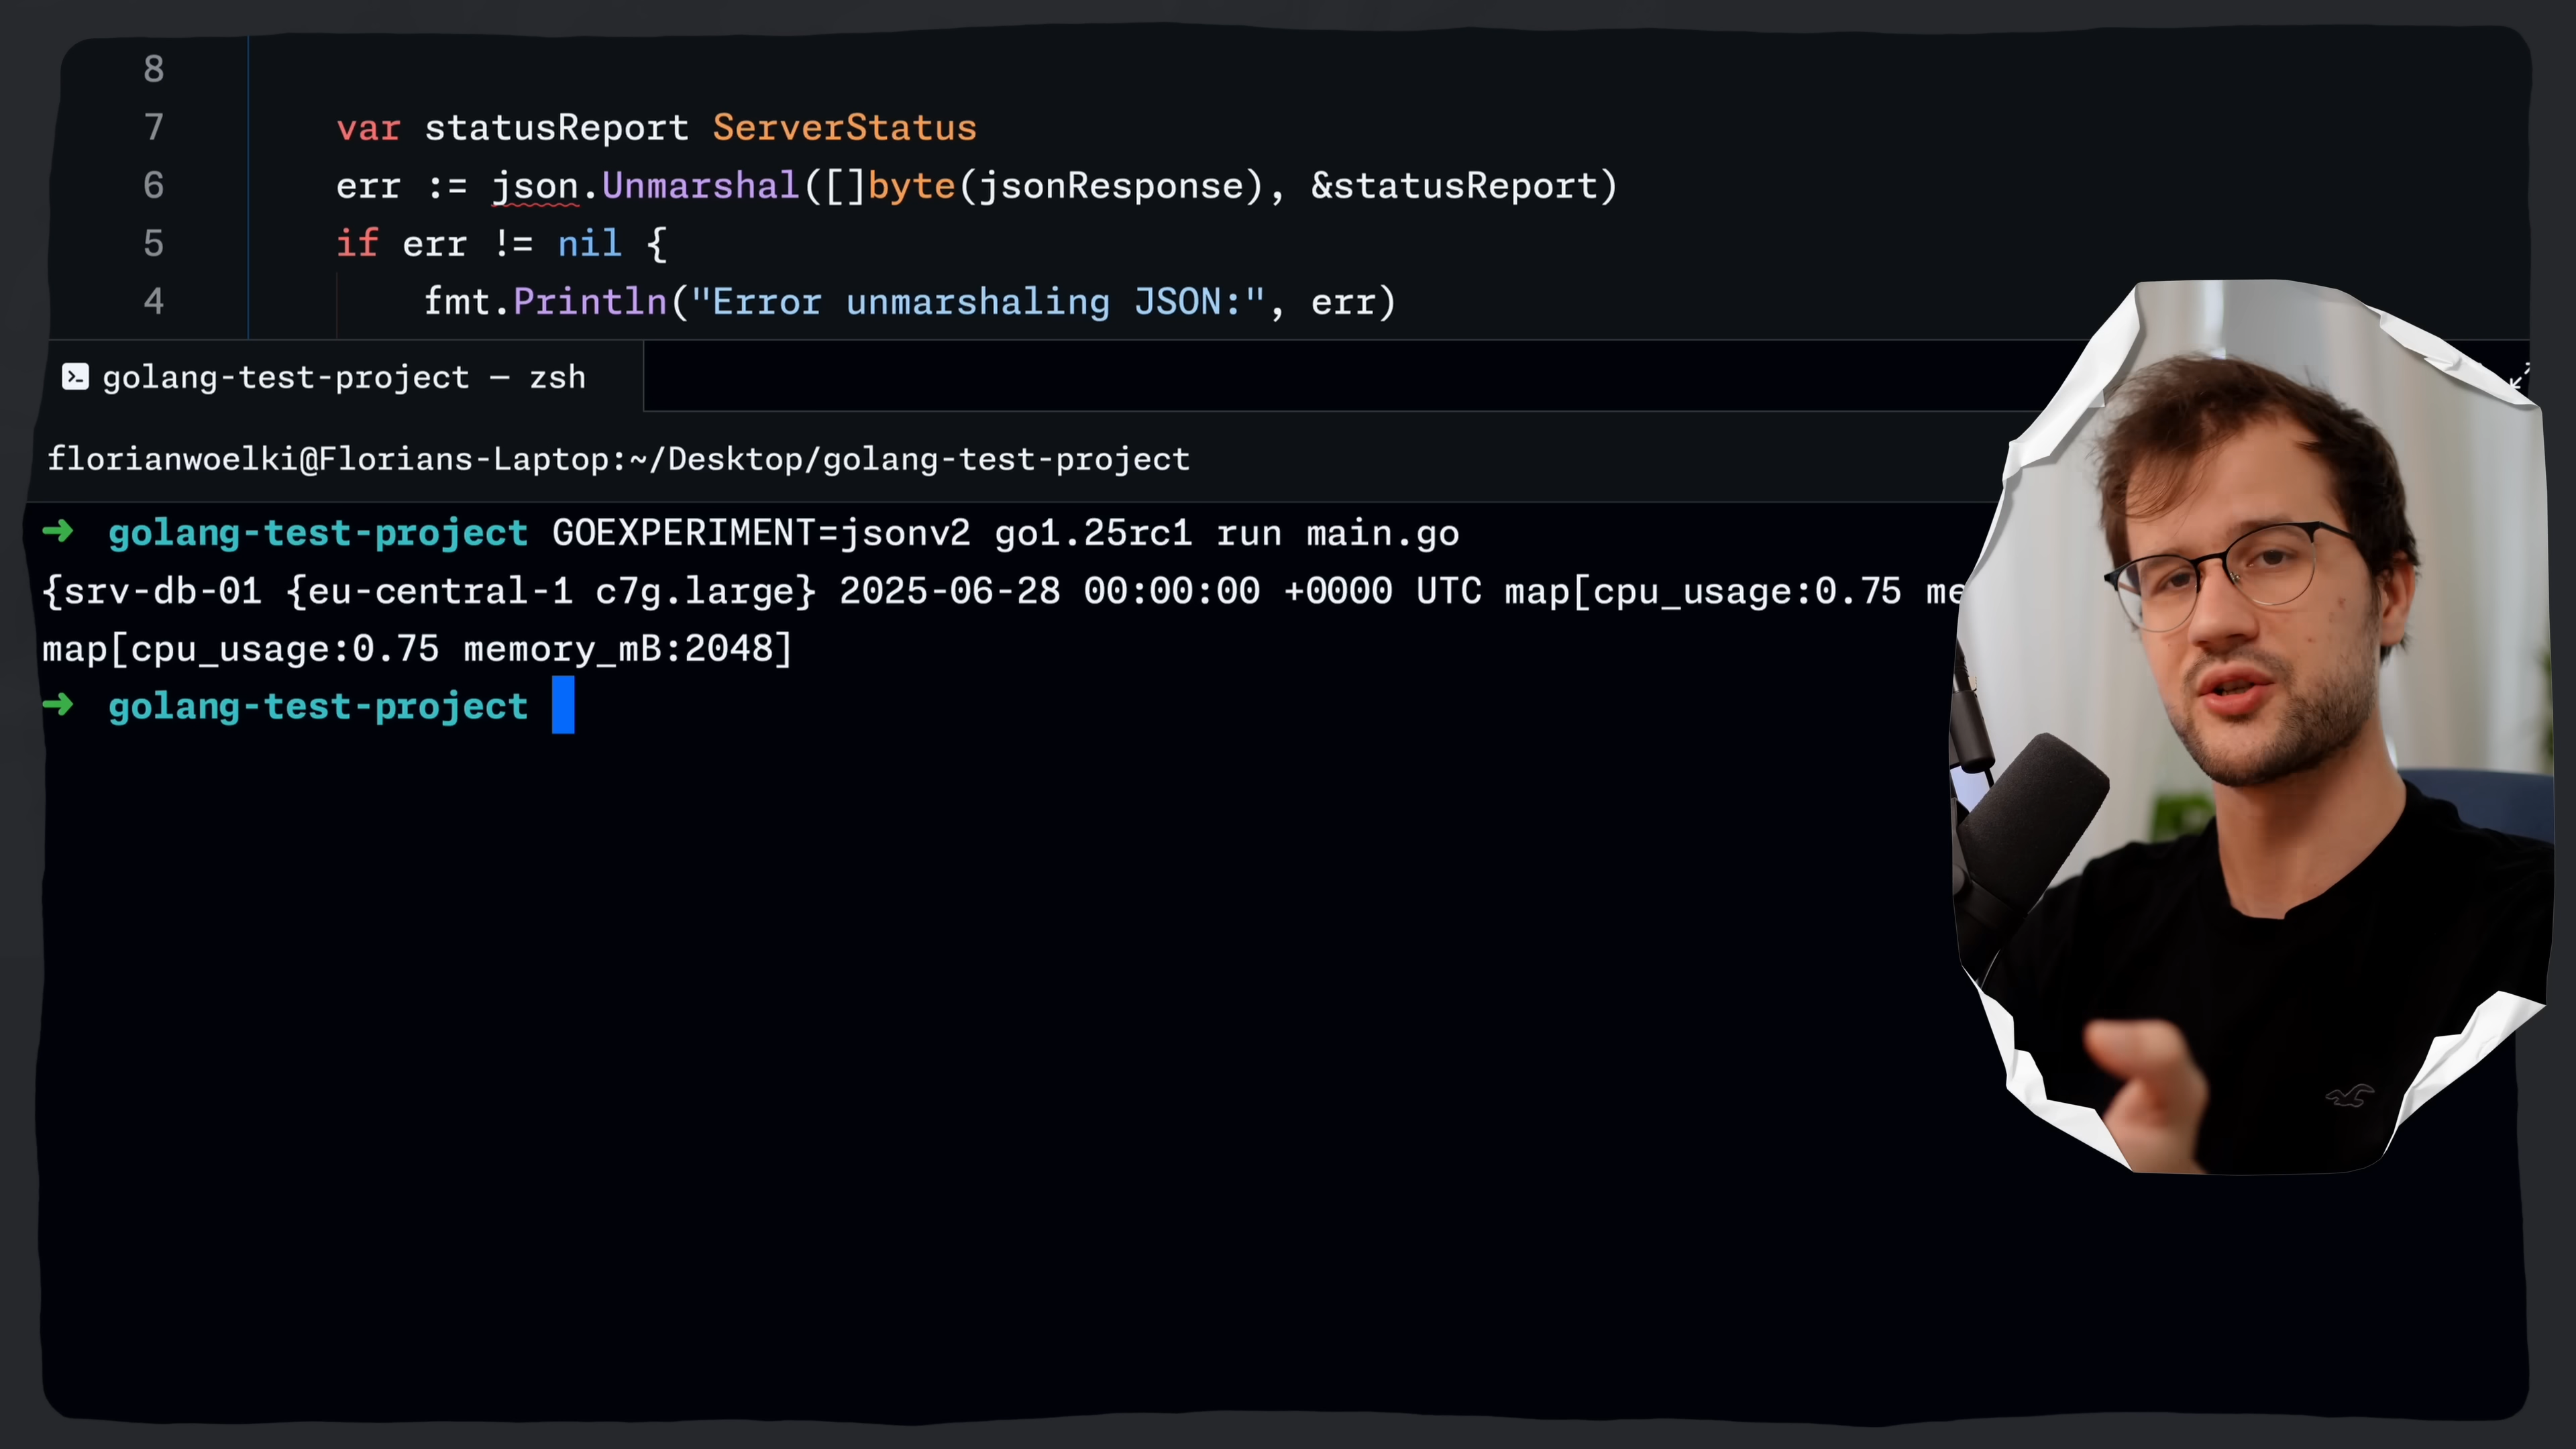 8
7 var statusReport ServerStatus
6 err := json.Unmarshal([]byte(jsonResponse), &statusReport)
5 if err != nil {
4 fmt.Println("Error unmarshaling JSON:", err)
golang-test-project — zsh
florianwoelki@Florians-Laptop:~/Desktop/golang-test-project
➜ golang-test-project GOEXPERIMENT=jsonv2 go1.25rc1 run main.go
{srv-db-01 {eu-central-1 c7g.large} 2025-06-28 00:00:00 +0000 UTC map[cpu_usage:0.75 me
map[cpu_usage:0.75 memory_mB:2048]
➜ golang-test-project